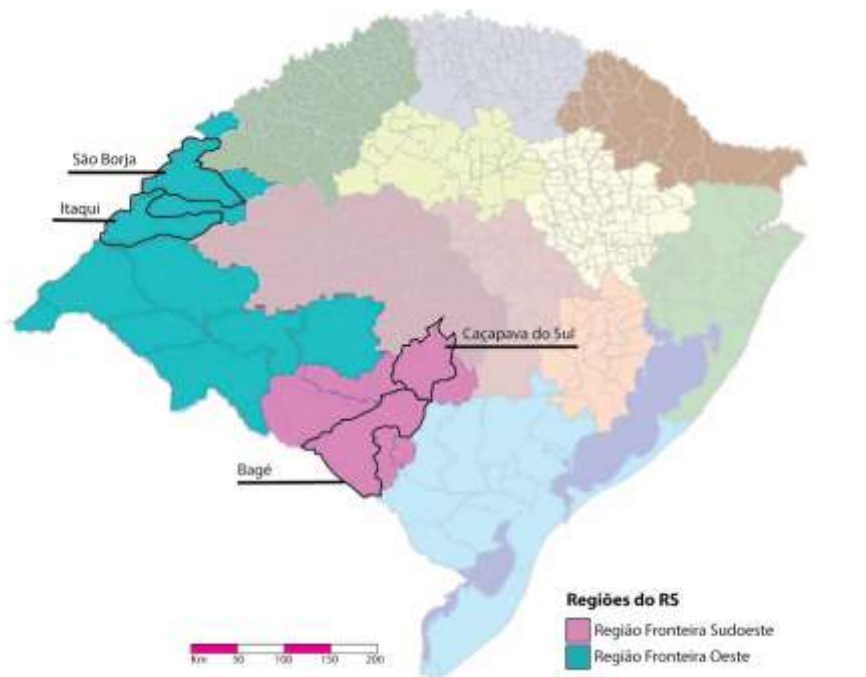 São Borja
Itaqui
Caçapava do Sul
Bagé
Regiões do RS
Região Fronteira Sudoeste
Região Fronteira Oeste
Km 50 100 150 200